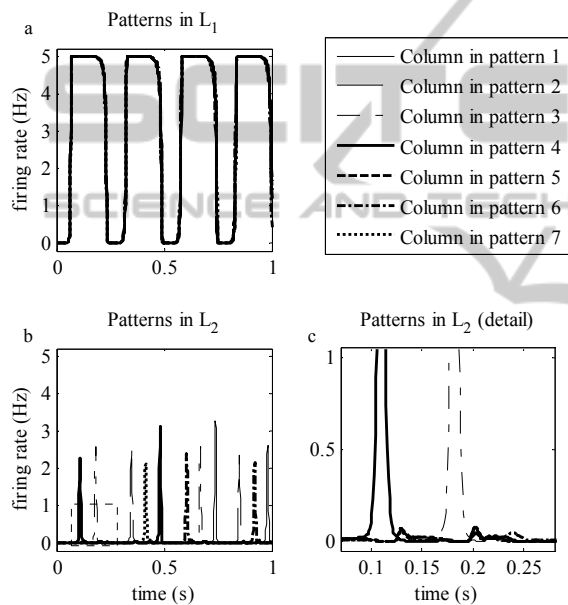 Patterns in L1
a
firing rate (Hz)
5
4
3
2
1
0
0
0.5
1
Column in pattern 1
Column in pattern 2
Column in pattern 3
Column in pattern 4
Column in pattern 5
Column in pattern 6
Column in pattern 7
SCITE
SCIENCE AND TECH
Patterns in L2
b
firing rate (Hz)
5
4
3
2
1
0
0
0.5
1
time (s)
Patterns in L2 (detail)
c
1
0.5
0
0.1
0.15
0.2
0.25
time (s)